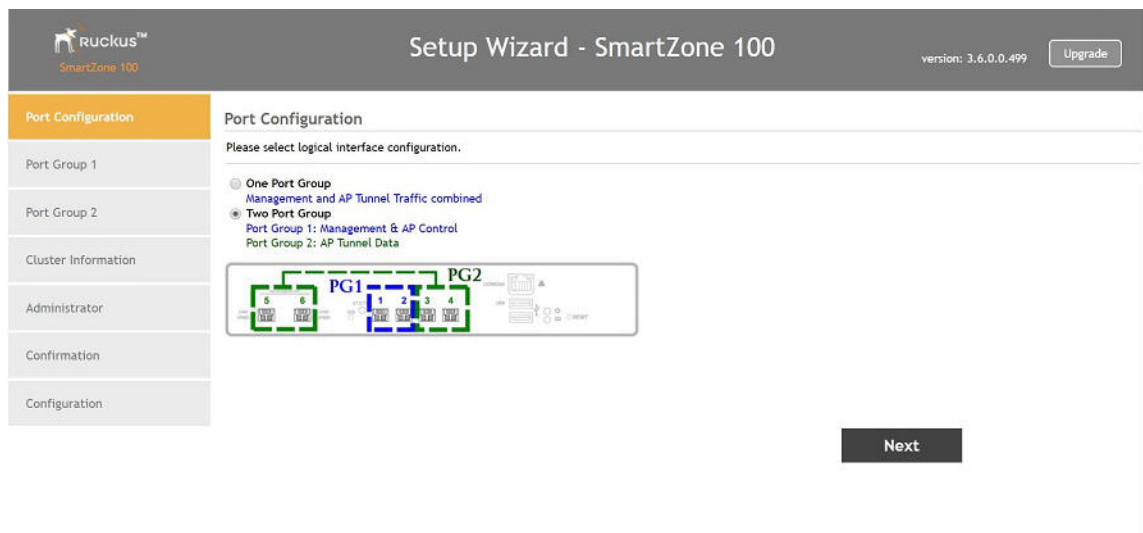 Ruckus™
SmartZone 100
Setup Wizard - SmartZone 100
version: 3.6.0.0.499
Upgrade
Port Configuration
Port Group 1
Port Group 2
Cluster Information
Administrator
Confirmation
Configuration
Port Configuration
Please select logical interface configuration.
One Port Group
Management and AP Tunnel Traffic combined
Two Port Group
Port Group 1: Management & AP Control
Port Group 2: AP Tunnel Data
PG1
PG2
5 6 1 2 3 4
Next